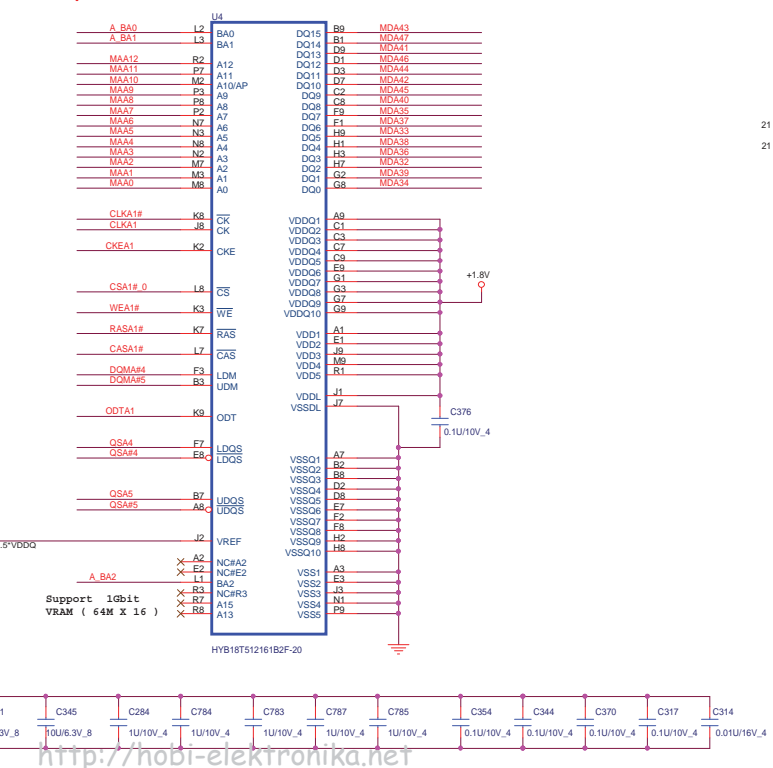 U4
A_BA0 L2 BA0 DQ15 B9 MDA43
A_BA1 L3 BA1 DQ14 B1 MDA47
DQ13 D9 MDA41
MAA12 R2 A12 DQ12 D1 MDA46
MAA11 P7 A11 DQ11 D3 MDA44
MAA10 M2 A10/AP DQ10 D7 MDA42
MAA9 P3 A9 DQ9 C2 MDA45
MAA8 P8 A8 DQ8 C8 MDA40
MAA7 P2 A7 DQ7 F9 MDA35
MAA6 N7 A6 DQ6 F1 MDA37
MAA5 N3 A5 DQ5 H9 MDA33
MAA4 N8 A4 DQ4 H1 MDA38
MAA3 N2 A3 DQ3 H3 MDA36
MAA2 M7 A2 DQ2 H7 MDA32
MAA1 M3 A1 DQ1 G2 MDA39
MAA0 M8 A0 DQ0 G8 MDA34
21
21
CLKA1# K8 CK VDDQ1 A9
CLKA1 J8 CK VDDQ2 C1
VDDQ3 C3
CKEA1 K2 CKE VDDQ4 C7
VDDQ5 C9
VDDQ6 E9
VDDQ7 G1
+1.8V
CSA1#_0 L8 CS VDDQ8 G3
VDDQ9 G7
WEA1# K3 WE VDDQ10 G9
RASA1# K7 RAS VDD1 A1
VDD2 E1
CASA1# L7 CAS VDD3 J9
VDD4 M9
DQMA#4 F3 LDM VDD5 R1
DQMA#5 B3 UDM
VDDL J1
VSSDL J7
ODTA1 K9 ODT
C376
0.1U/10V_4
QSA4 F7 LDQS VSSQ1 A7
QSA#4 E8 LDQS VSSQ2 B2
VSSQ3 B8
VSSQ4 D2
QSA5 B7 UDQS VSSQ5 D8
QSA#5 A8 UDQS VSSQ6 E7
VSSQ7 F2
VSSQ8 F8
J2 VREF VSSQ9 H2
.5*VDDQ
VSSQ10 H8
A2 NC#A2 VSS1 A3
E2 NC#E2
A_BA2 L1 BA2 VSS2 E3
R3 NC#R3 VSS3 J3
R7 A15 VSS4 N1
R8 A13 VSS5 P9
Support 1Gbit
VRAM ( 64M X 16 )
HYB18T512161B2F-20
1 C345 C284 C784 C783 C787 C785 C354 C344 C370 C317 C314
3V_8 10U/6.3V_8 1U/10V_4 1U/10V_4 1U/10V_4 1U/10V_4 1U/10V_4 0.1U/10V_4 0.1U/10V_4 0.1U/10V_4 0.1U/10V_4 0.01U/16V_4
http://hobi-elektronika.net